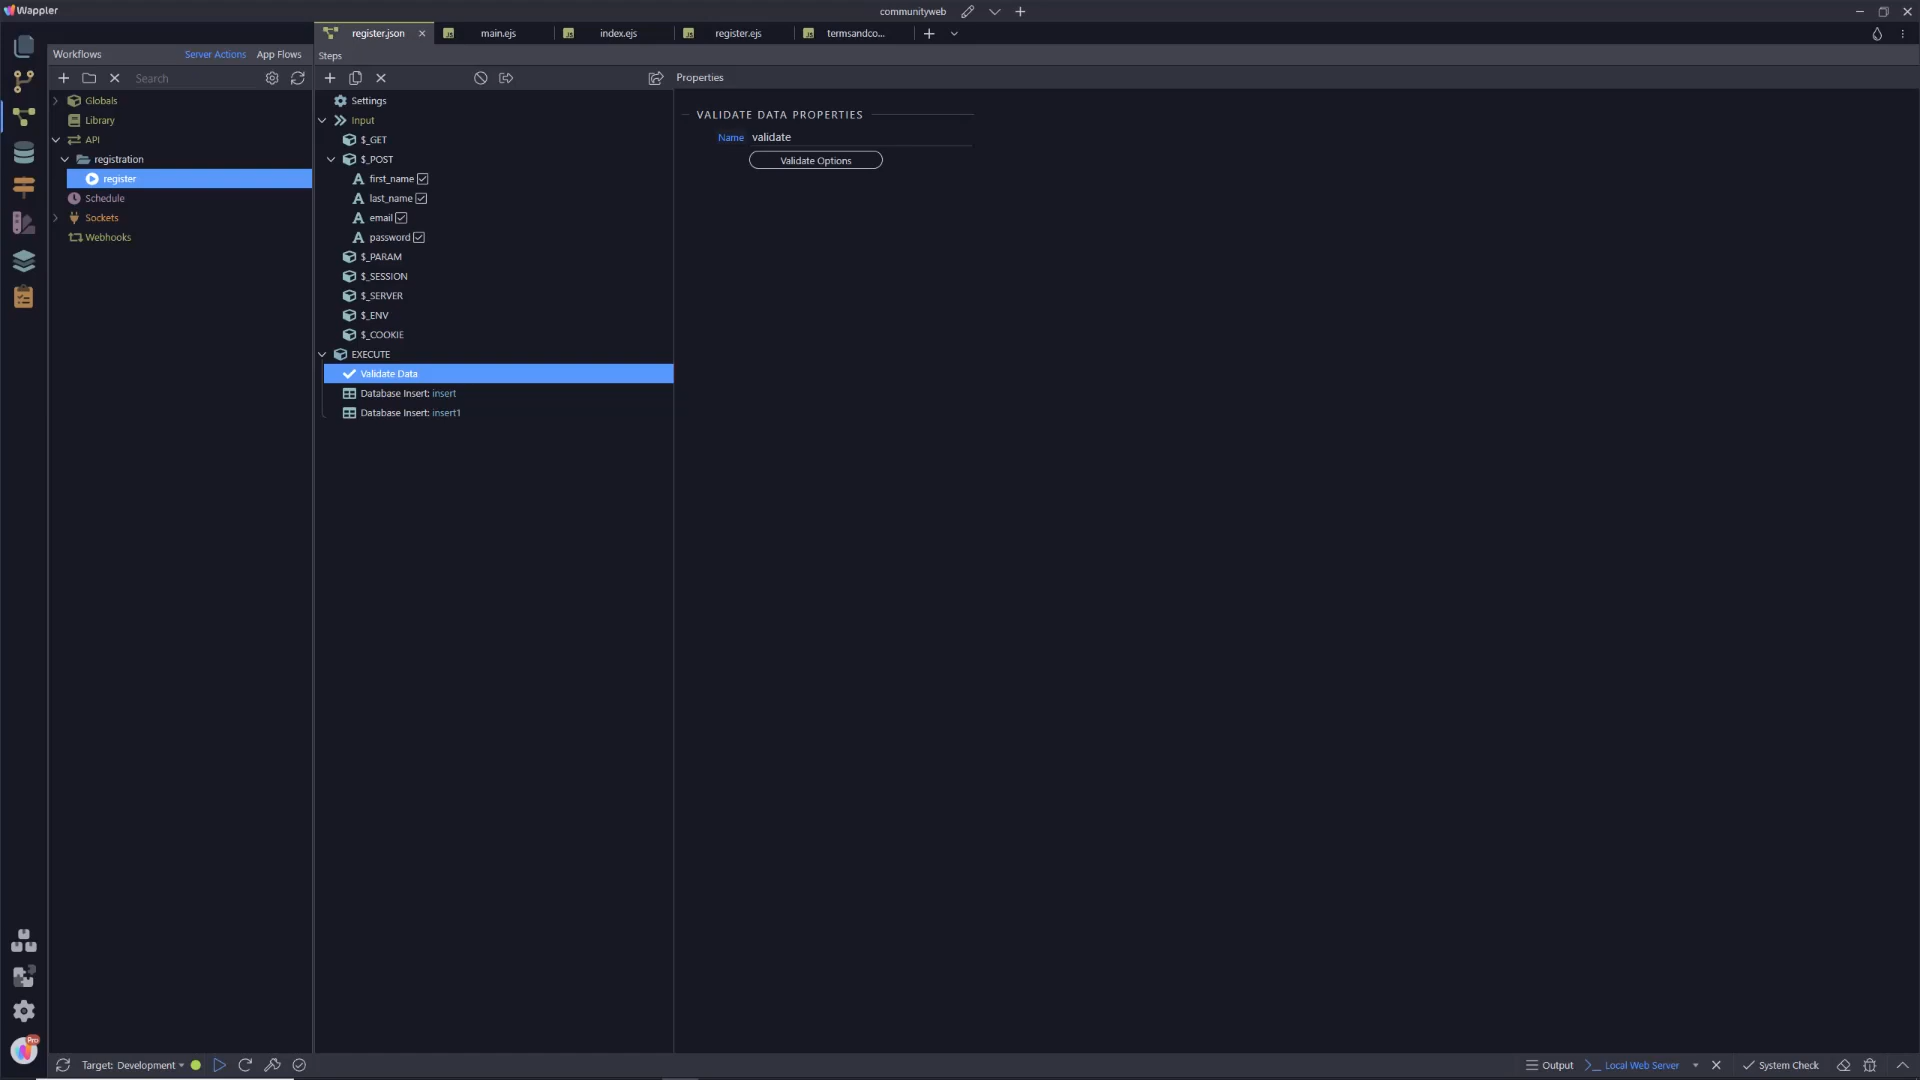 Wappler
communityweb
register.json
main.ejs
index.ejs
register.ejs
termsandco...
Workflows
Server Actions
App Flows
Search
Globals
Library
API
registration
register
Schedule
Sockets
Webhooks
Steps
Settings
Input
$_GET
$_POST
first_name
last_name
email
password
$_PARAM
$_SESSION
$_SERVER
$_ENV
$_COOKIE
EXECUTE
Validate Data
Database Insert: insert
Database Insert: insert1
Properties
VALIDATE DATA PROPERTIES
Name validate
Validate Options
Pro
Target: Development
Output
Local Web Server
System Check